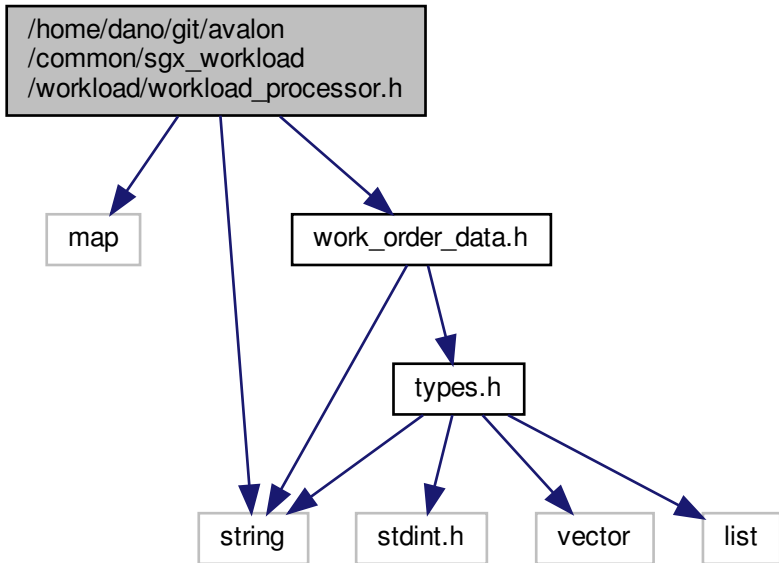 /home/dano/git/avalon
/common/sgx_workload
/workload/workload_processor.h
map
work_order_data.h
types.h
string
stdint.h
vector
list